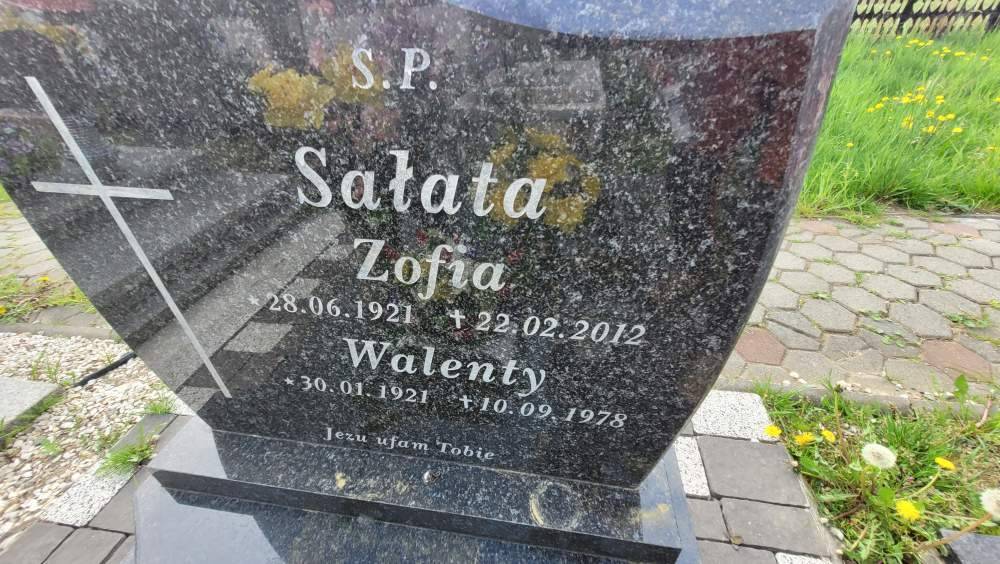 Ś.P.
Sałata
Zofia
* 28.06.1921 + 22.02.2012
Walenty
* 30.01.1921 + 10.09.1978
Jezu ufam Tobie